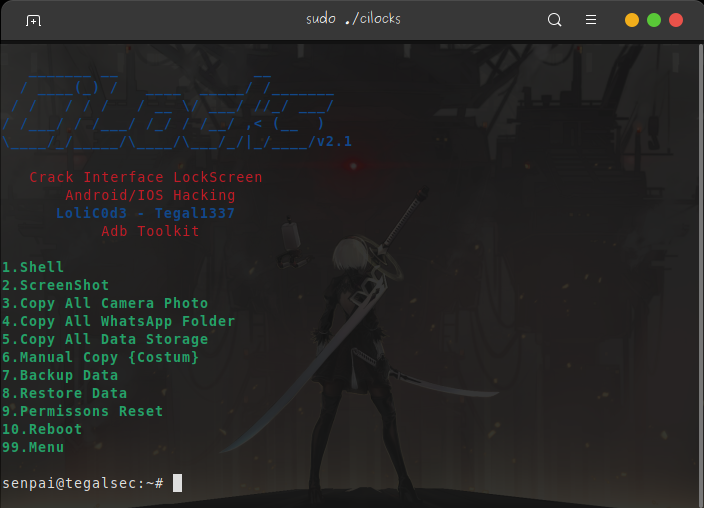 sudo ./cilocks
CILocks
v2.1
Crack Interface LockScreen
Android/IOS Hacking
LoliC0d3 - Tegal1337
Adb Toolkit
1.Shell
2.ScreenShot
3.Copy All Camera Photo
4.Copy All WhatsApp Folder
5.Copy All Data Storage
6.Manual Copy {Costum}
7.Backup Data
8.Restore Data
9.Permissons Reset
10.Reboot
99.Menu
senpai@tegalsec:~#